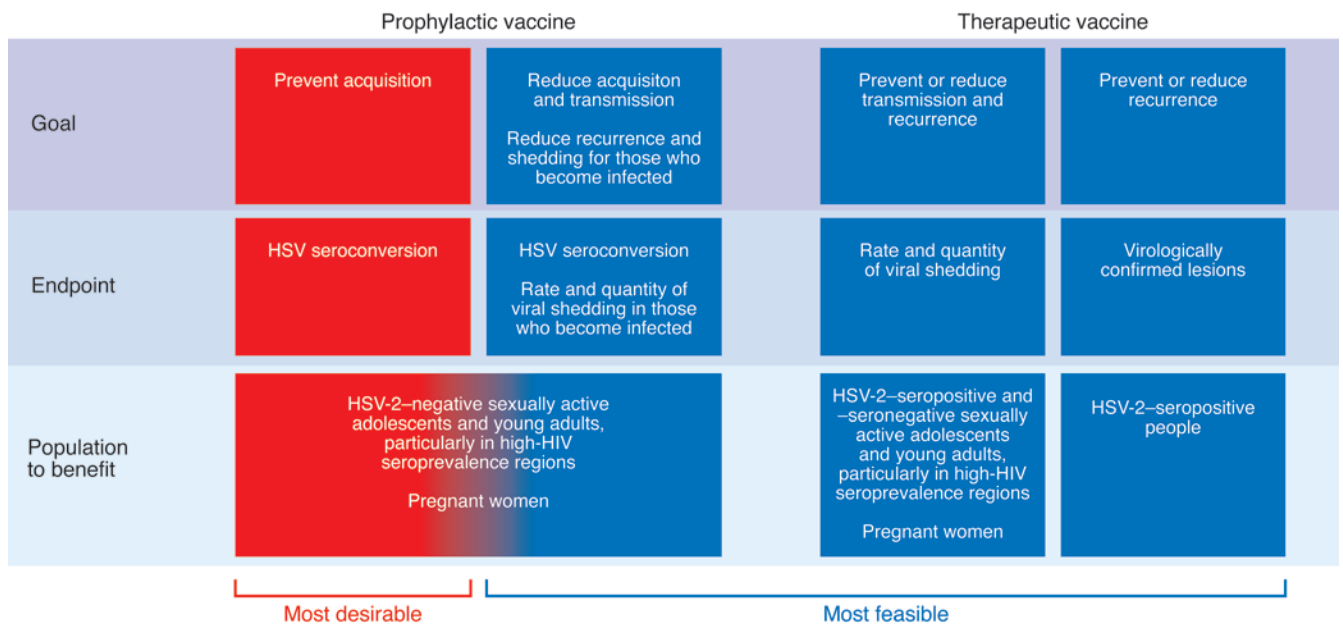 Prophylactic vaccine
Therapeutic vaccine
Goal
Prevent acquisition
Reduce acquisiton
and transmission
Reduce recurrence and
shedding for those who
become infected
Prevent or reduce
transmission and
recurrence
Prevent or reduce
recurrence
Endpoint
HSV seroconversion
HSV seroconversion
Rate and quantity of
viral shedding in those
who become infected
Rate and quantity
of viral shedding
Virologically
confirmed lesions
Population
to benefit
HSV-2–negative sexually active
adolescents and young adults,
particularly in high-HIV
seroprevalence regions
Pregnant women
HSV-2–seropositive and
–seronegative sexually
active adolescents
and young adults,
particularly in high-HIV
seroprevalence regions
Pregnant women
HSV-2–seropositive
people
Most desirable
Most feasible